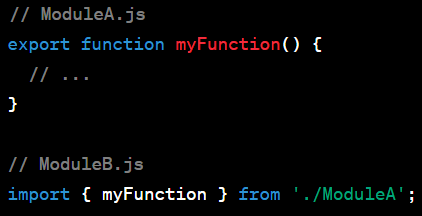 // ModuleA.js
export function myFunction() {
  // ...
}

// ModuleB.js
import { myFunction } from './ModuleA';